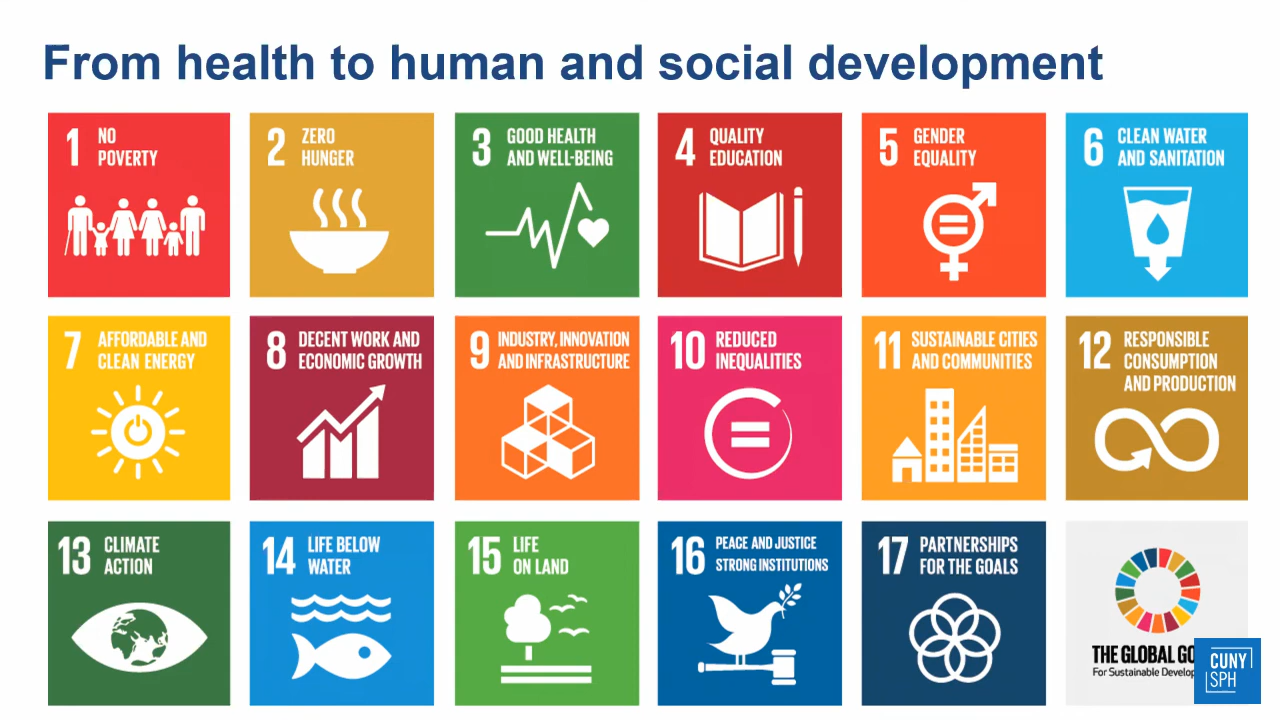 From health to human and social development
1 NO
POVERTY
2 ZERO
HUNGER
3 GOOD HEALTH
AND WELL-BEING
4 QUALITY
EDUCATION
5 GENDER
EQUALITY
6 CLEAN WATER
AND SANITATION
7 AFFORDABLE AND
CLEAN ENERGY
8 DECENT WORK AND
ECONOMIC GROWTH
9 INDUSTRY, INNOVATION
AND INFRASTRUCTURE
10 REDUCED
INEQUALITIES
11 SUSTAINABLE CITIES
AND COMMUNITIES
12 RESPONSIBLE
CONSUMPTION
AND PRODUCTION
13 CLIMATE
ACTION
14 LIFE BELOW
WATER
15 LIFE
ON LAND
16 PEACE AND JUSTICE
STRONG INSTITUTIONS
17 PARTNERSHIPS
FOR THE GOALS
THE GLOBAL
For Sustainable
CUNY
SPH